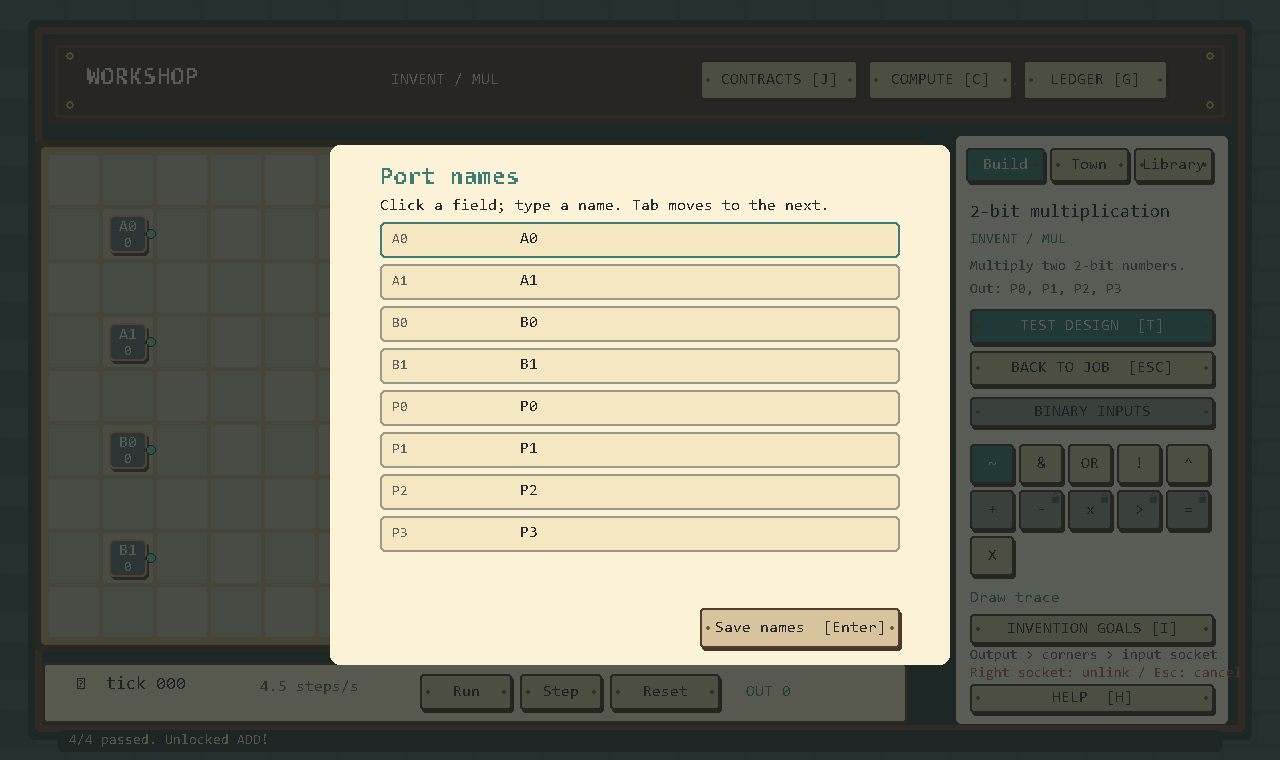 WORKSHOP
INVENT / MUL
CONTRACTS [J]
COMPUTE [C]
LEDGER [G]
Build
Town
Library
2-bit multiplication
INVENT / MUL
Multiply two 2-bit numbers.
Out: P0, P1, P2, P3
TEST DESIGN [T]
BACK TO JOB [ESC]
BINARY INPUTS
~ & OR ! ^
+ - x > =
X
Draw trace
INVENTION GOALS [I]
Output > corners > input socket
Right socket: unlink / Esc: cancel
HELP [H]
A0
0
A1
0
B0
0
B1
0
Port names
Click a field; type a name. Tab moves to the next.
A0 A0
A1 A1
B0 B0
B1 B1
P0 P0
P1 P1
P2 P2
P3 P3
Save names [Enter]
tick 000
4.5 steps/s
Run
Step
Reset
OUT 0
4/4 passed. Unlocked ADD!